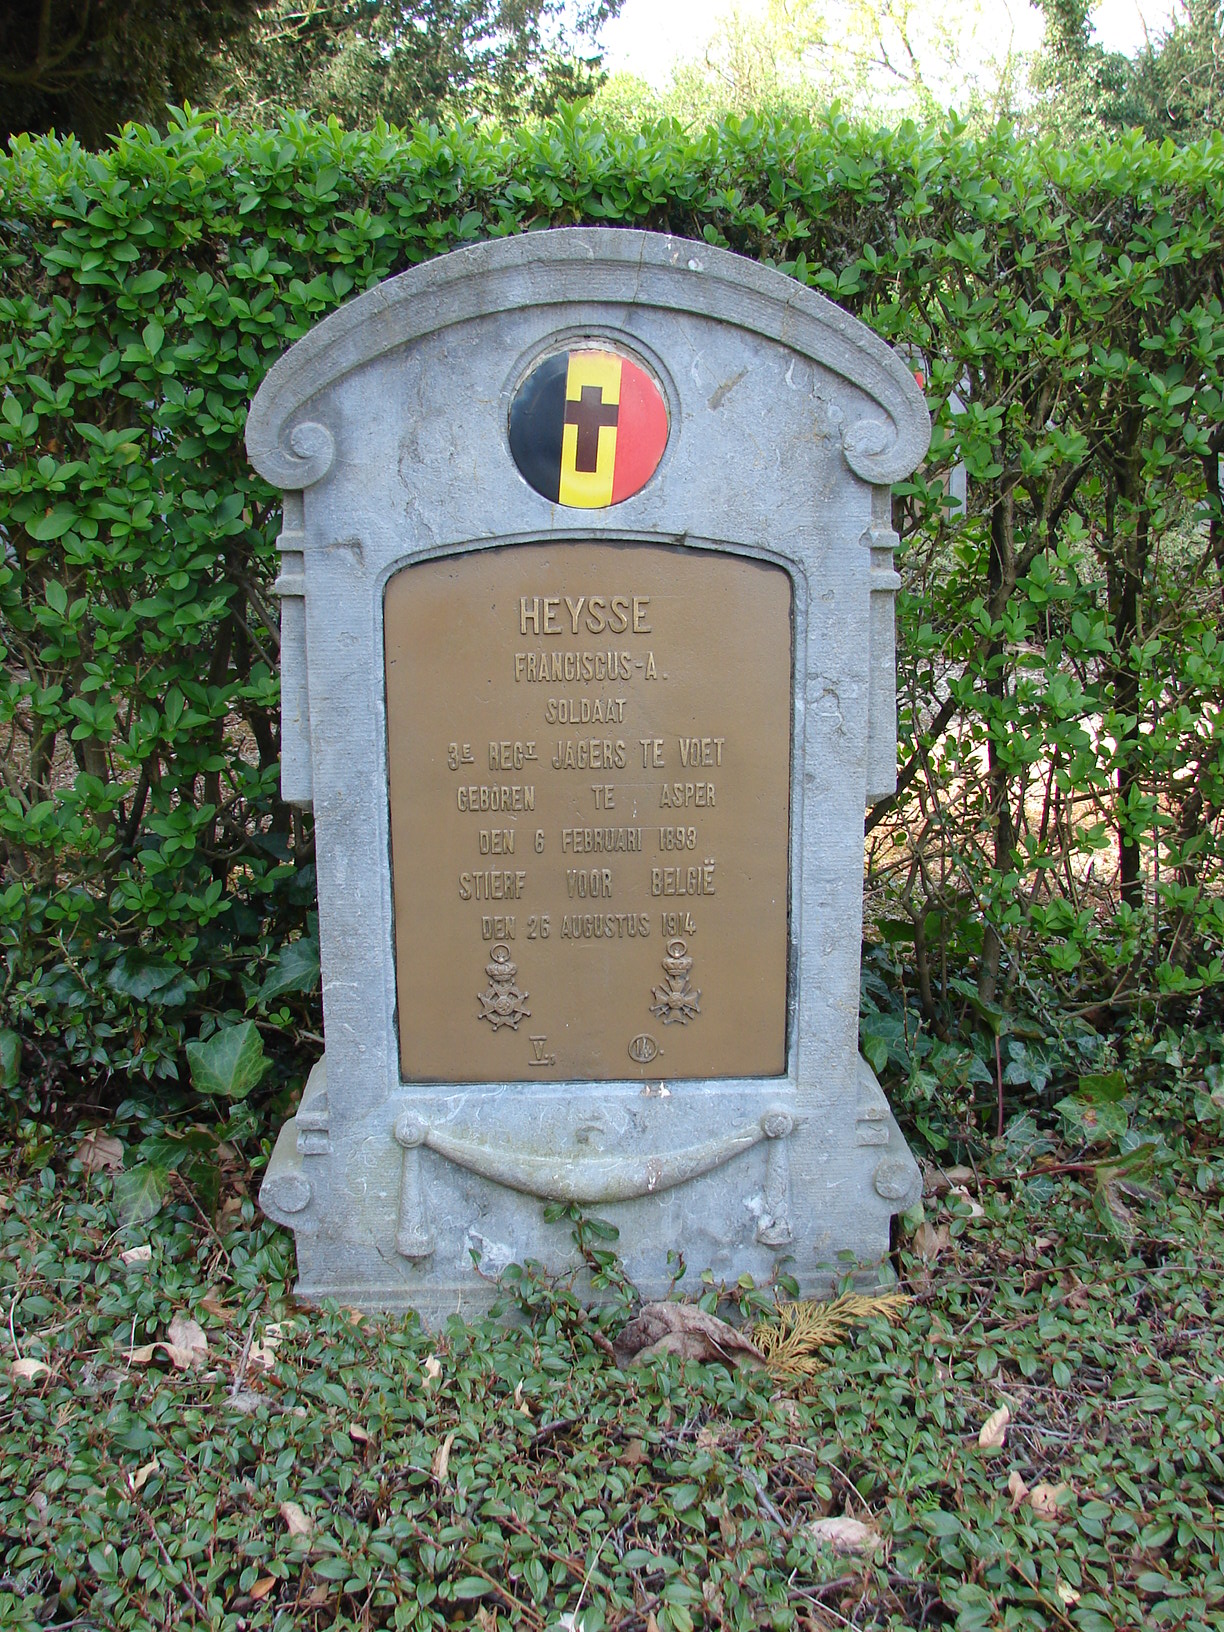 HEYSSE
FRANCISCUS-A.
SOLDAAT
3E REGT JAGERS TE VOET
GEBOREN TE ASPER
DEN 6 FEBRUARI 1893
STIERF VOOR BELGIË
DEN 26 AUGUSTUS 1914
V. 14.